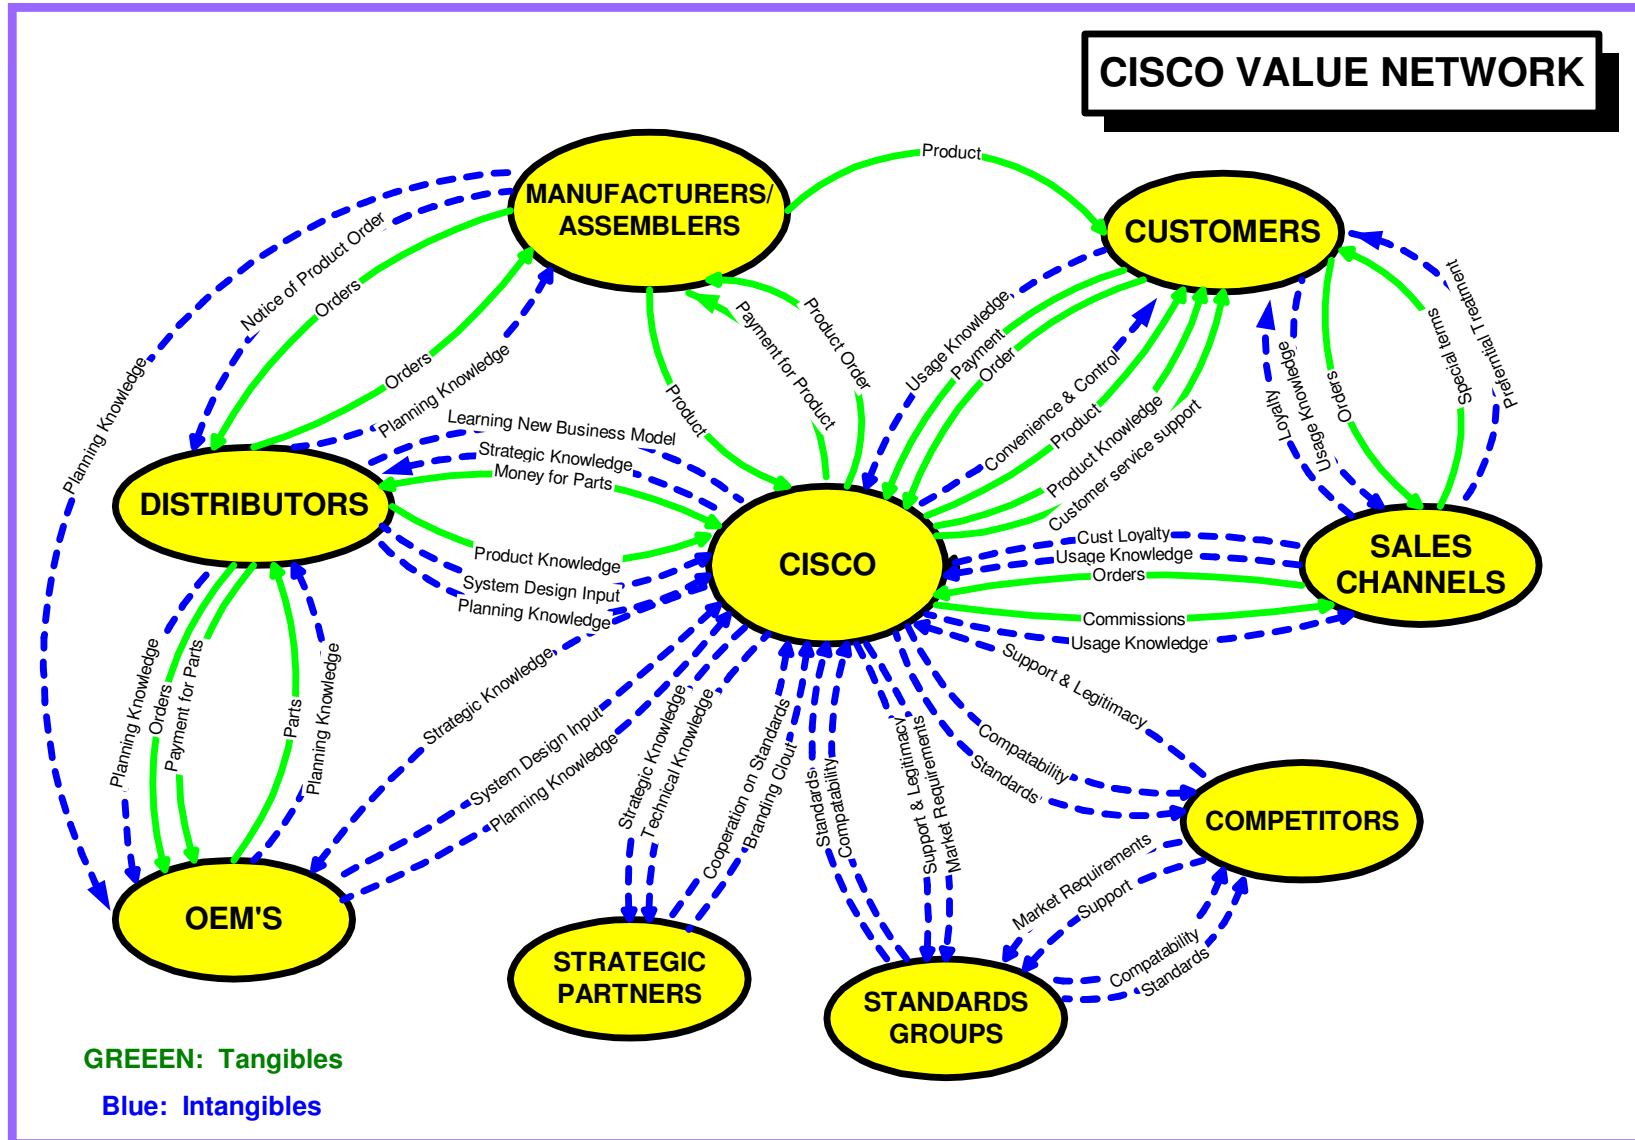 CISCO VALUE NETWORK
Product
MANUFACTURERS/
ASSEMBLERS
CUSTOMERS
Notice of Product Order
Orders
Planning Knowledge
Orders
Planning Knowledge
Product
Payment for Product
Product Order
Usage Knowledge
Payment
Order
Convenience & Control
Product
Product Knowledge
Customer service support
Loyalty
Usage Knowledge
Orders
Special terms
Preferential Treatment
Learning New Business Model
Strategic Knowledge
Money for Parts
DISTRIBUTORS
Product Knowledge
System Design Input
Planning Knowledge
CISCO
Cust Loyalty
Usage Knowledge
Orders
Commissions
Usage Knowledge
SALES
CHANNELS
Planning Knowledge
Orders
Payment for Parts
Parts
Planning Knowledge
Strategic Knowledge
System Design Input
Planning Knowledge
Strategic Knowledge
Technical Knowledge
Cooperation on Standards
Branding Clout
Standards
Compatability
Support & Legitimacy
Market Requirements
Support & Legitimacy
Compatability
Standards
COMPETITORS
Market Requirements
Support
Compatability
Standards
OEM'S
STRATEGIC
PARTNERS
STANDARDS
GROUPS
GREEEN: Tangibles
Blue: Intangibles